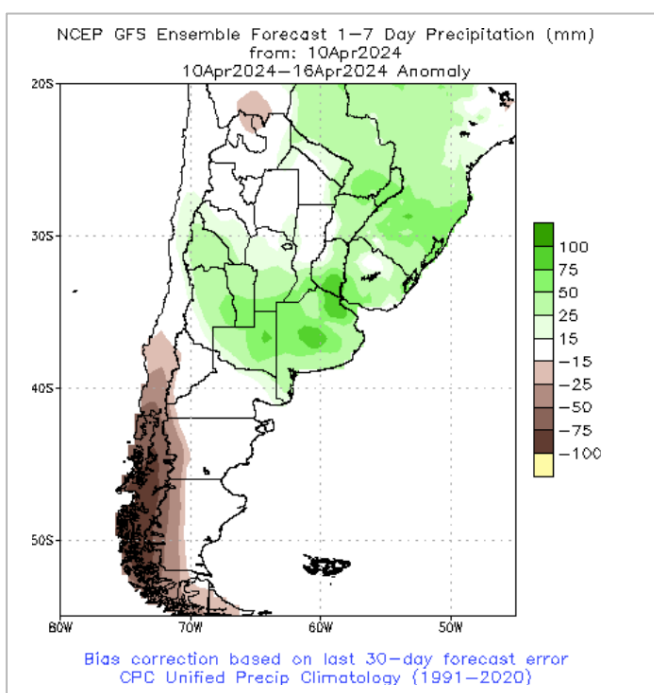 NCEP GFS Ensemble Forecast 1–7 Day Precipitation (mm)
from: 10Apr2024
10Apr2024–16Apr2024 Anomaly
20S
30S
40S
50S
80W
70W
60W
50W
100
75
50
25
15
-15
-25
-50
-75
-100
Bias correction based on last 30-day forecast error
CPC Unified Precip Climatology (1991-2020)